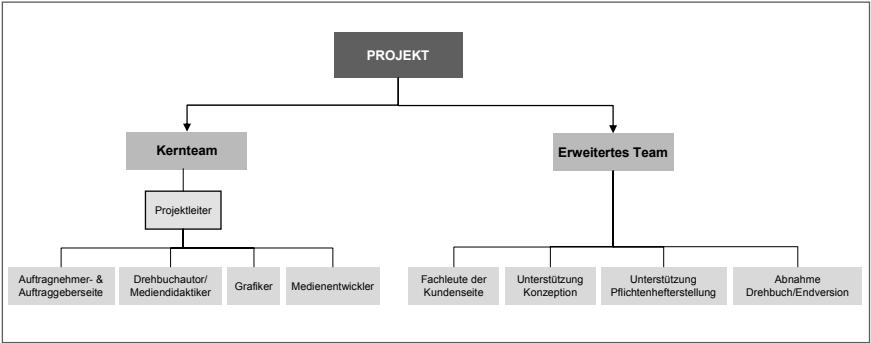 PROJEKT
Kernteam
Erweitertes Team
Projektleiter
Auftragnehmer- &
Auftraggeberseite
Drehbuchautor/
Mediendidaktiker
Grafiker
Medienentwickler
Fachleute der
Kundenseite
Unterstützung
Konzeption
Unterstützung
Pflichtenhefterstellung
Abnahme
Drehbuch/Endversion